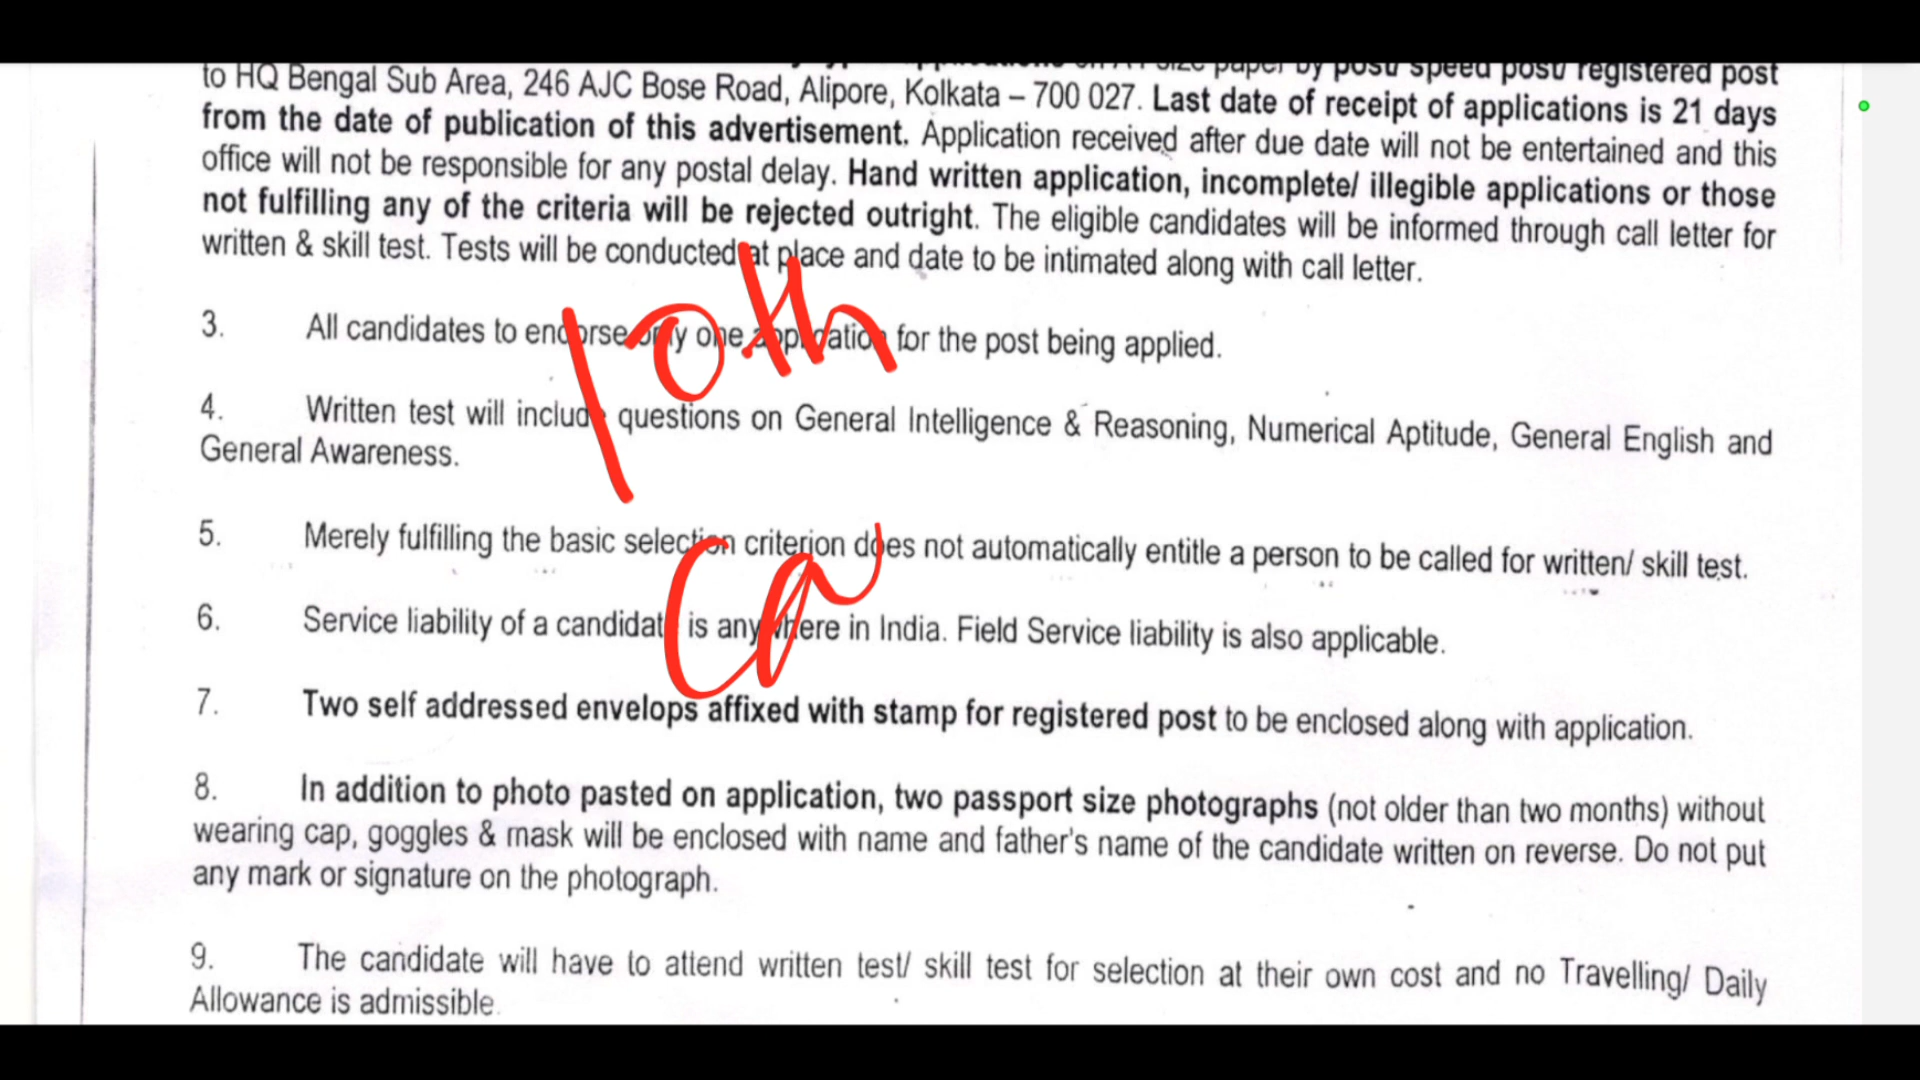 to HQ Bengal Sub Area, 246 AJC Bose Road, Alipore, Kolkata – 700 027. Last date of receipt of applications is 21 days
from the date of publication of this advertisement. Application received after due date will not be entertained and this
office will not be responsible for any postal delay. Hand written application, incomplete/ illegible applications or those
not fulfilling any of the criteria will be rejected outright. The eligible candidates will be informed through call letter for
written & skill test. Tests will be conducted at place and date to be intimated along with call letter.
3. All candidates to endorse only one application for the post being applied.
10th
4. Written test will include questions on General Intelligence & Reasoning, Numerical Aptitude, General English and
General Awareness.
5. Merely fulfilling the basic selection criterion does not automatically entitle a person to be called for written/ skill test.
Ca
6. Service liability of a candidate is anywhere in India. Field Service liability is also applicable.
7. Two self addressed envelops affixed with stamp for registered post to be enclosed along with application.
8. In addition to photo pasted on application, two passport size photographs (not older than two months) without
wearing cap, goggles & mask will be enclosed with name and father's name of the candidate written on reverse. Do not put
any mark or signature on the photograph.
9. The candidate will have to attend written test/ skill test for selection at their own cost and no Travelling/ Daily
Allowance is admissible.